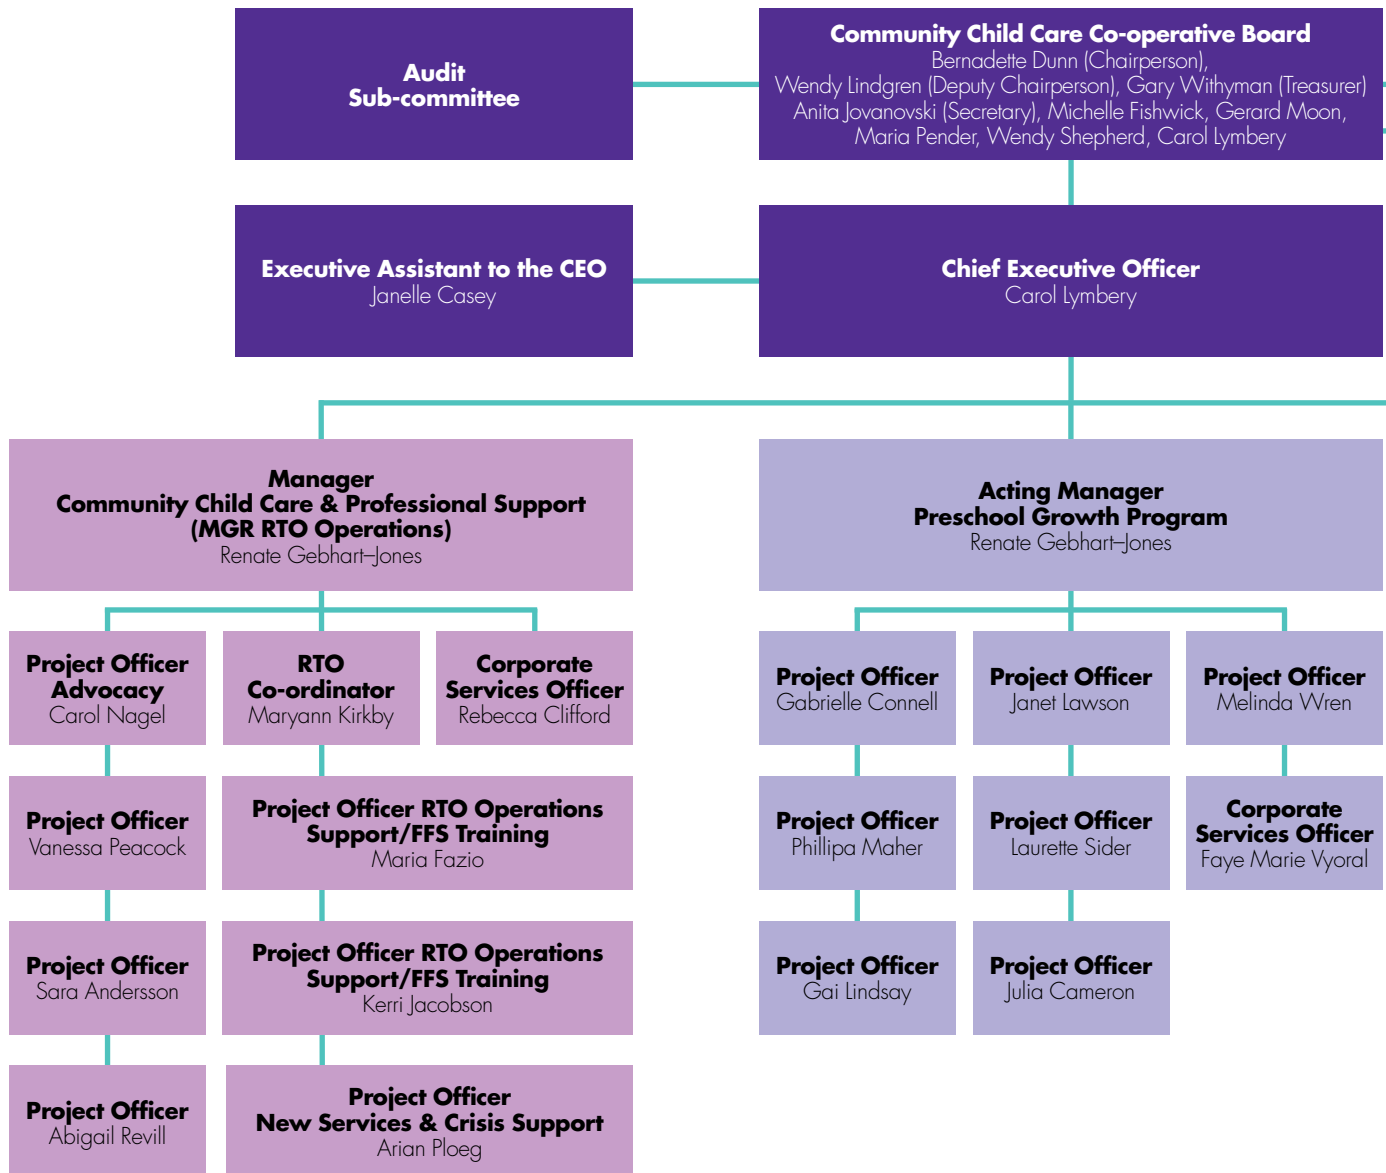 Audit
Sub-committee
Community Child Care Co-operative Board
Bernadette Dunn (Chairperson),
Wendy Lindgren (Deputy Chairperson), Gary Withyman (Treasurer)
Anita Jovanovski (Secretary), Michelle Fishwick, Gerard Moon,
Maria Pender, Wendy Shepherd, Carol Lymbery
Executive Assistant to the CEO
Janelle Casey
Chief Executive Officer
Carol Lymbery
Manager
Community Child Care & Professional Support
(MGR RTO Operations)
Renate Gebhart–Jones
Acting Manager
Preschool Growth Program
Renate Gebhart–Jones
Project Officer
Advocacy
Carol Nagel
RTO
Co-ordinator
Maryann Kirkby
Corporate
Services Officer
Rebecca Clifford
Project Officer
Gabrielle Connell
Project Officer
Janet Lawson
Project Officer
Melinda Wren
Project Officer
Vanessa Peacock
Project Officer RTO Operations
Support/FFS Training
Maria Fazio
Project Officer
Phillipa Maher
Project Officer
Laurette Sider
Corporate
Services Officer
Faye Marie Vyoral
Project Officer
Sara Andersson
Project Officer RTO Operations
Support/FFS Training
Kerri Jacobson
Project Officer
Gai Lindsay
Project Officer
Julia Cameron
Project Officer
Abigail Revill
Project Officer
New Services & Crisis Support
Arian Ploeg